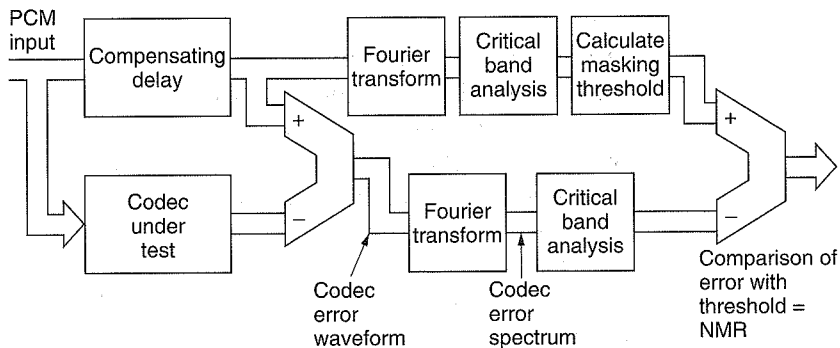 PCM
input
Compensating
delay
Fourier
transform
Critical
band
analysis
Calculate
masking
threshold
+
−
+
−
Codec
under
test
Fourier
transform
Critical
band
analysis
Codec
error
waveform
Codec
error
spectrum
Comparison of
error with
threshold =
NMR